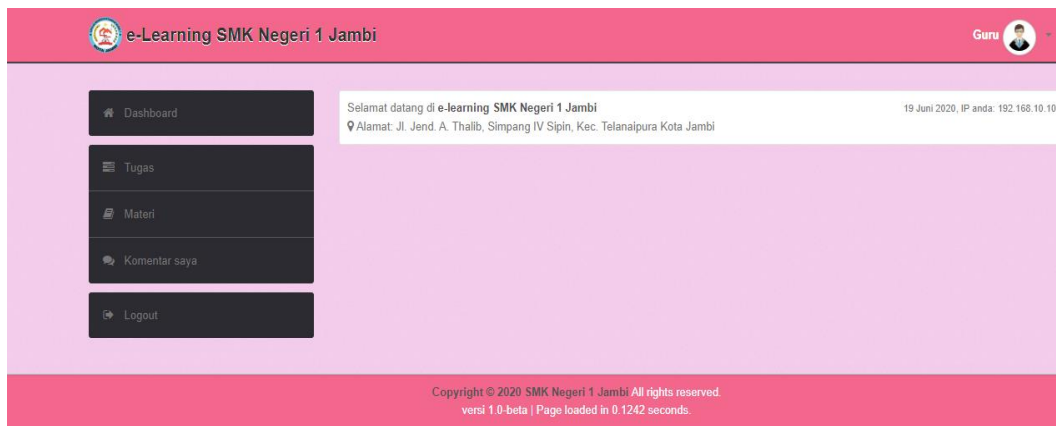 e-Learning SMK Negeri 1 Jambi
Guru
Dashboard
Tugas
Materi
Komentar saya
Logout
Selamat datang di e-learning SMK Negeri 1 Jambi
19 Juni 2020, IP anda: 192.168.10.10
Alamat: Jl. Jend. A. Thalib, Simpang IV Sipin, Kec. Telanaipura Kota Jambi
Copyright © 2020 SMK Negeri 1 Jambi All rights reserved.
versi 1.0-beta | Page loaded in 0.1242 seconds.